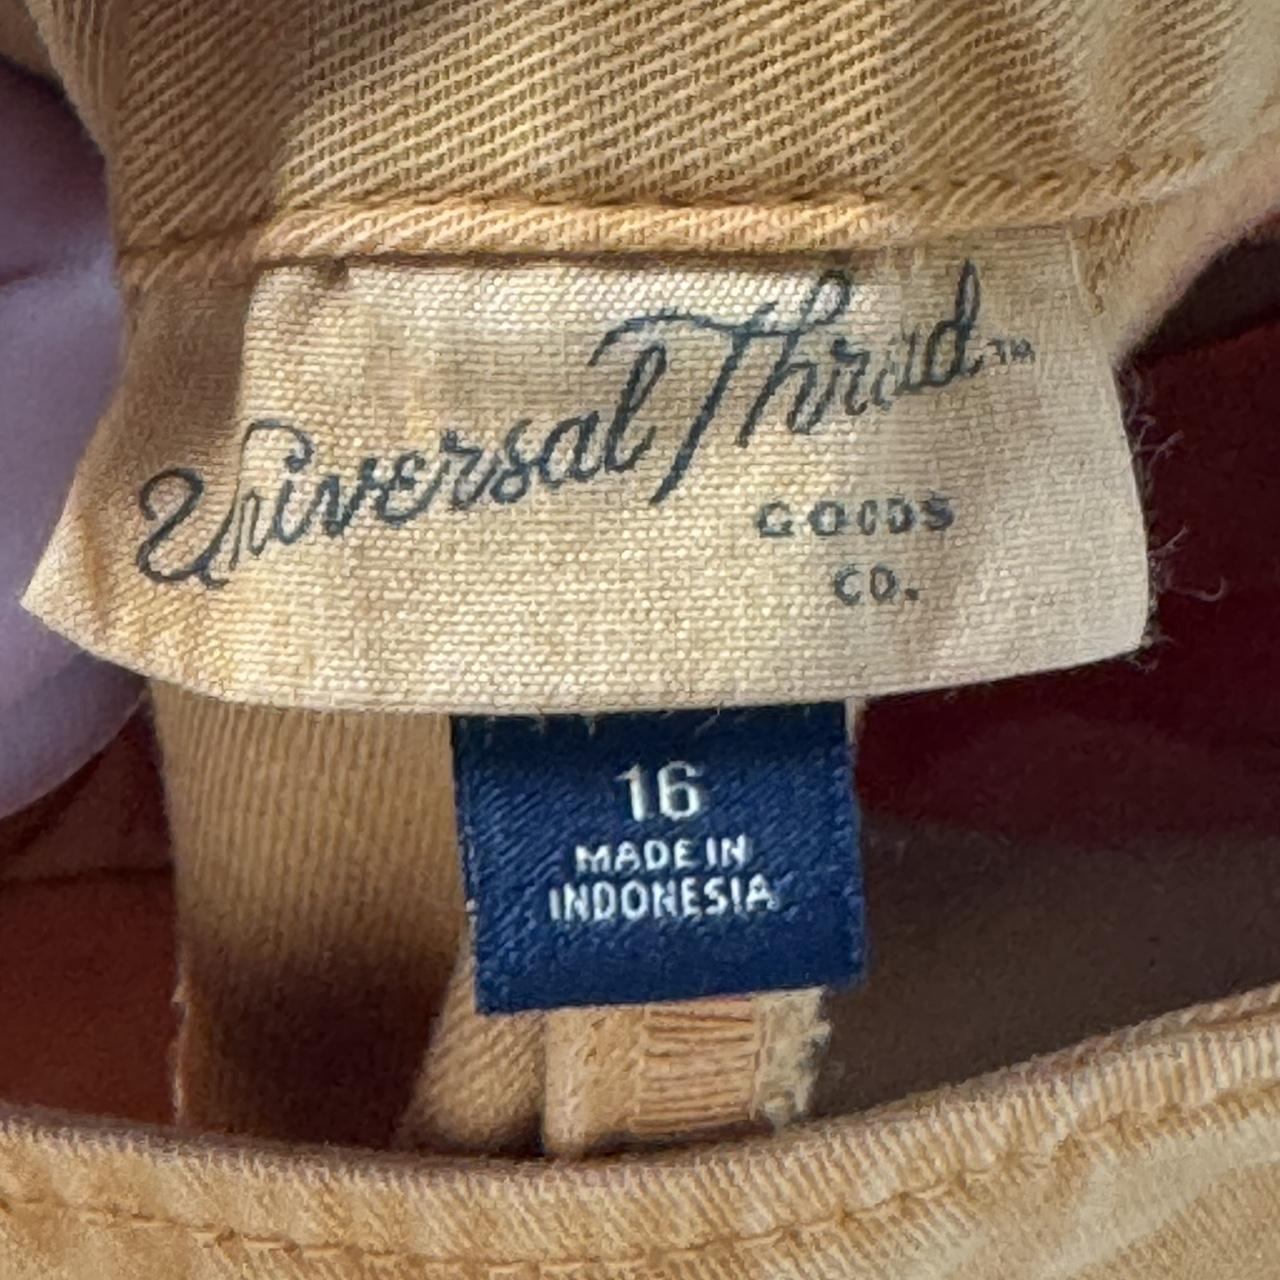 Universal Thread™
GOODS
CO.
16
MADE IN
INDONESIA